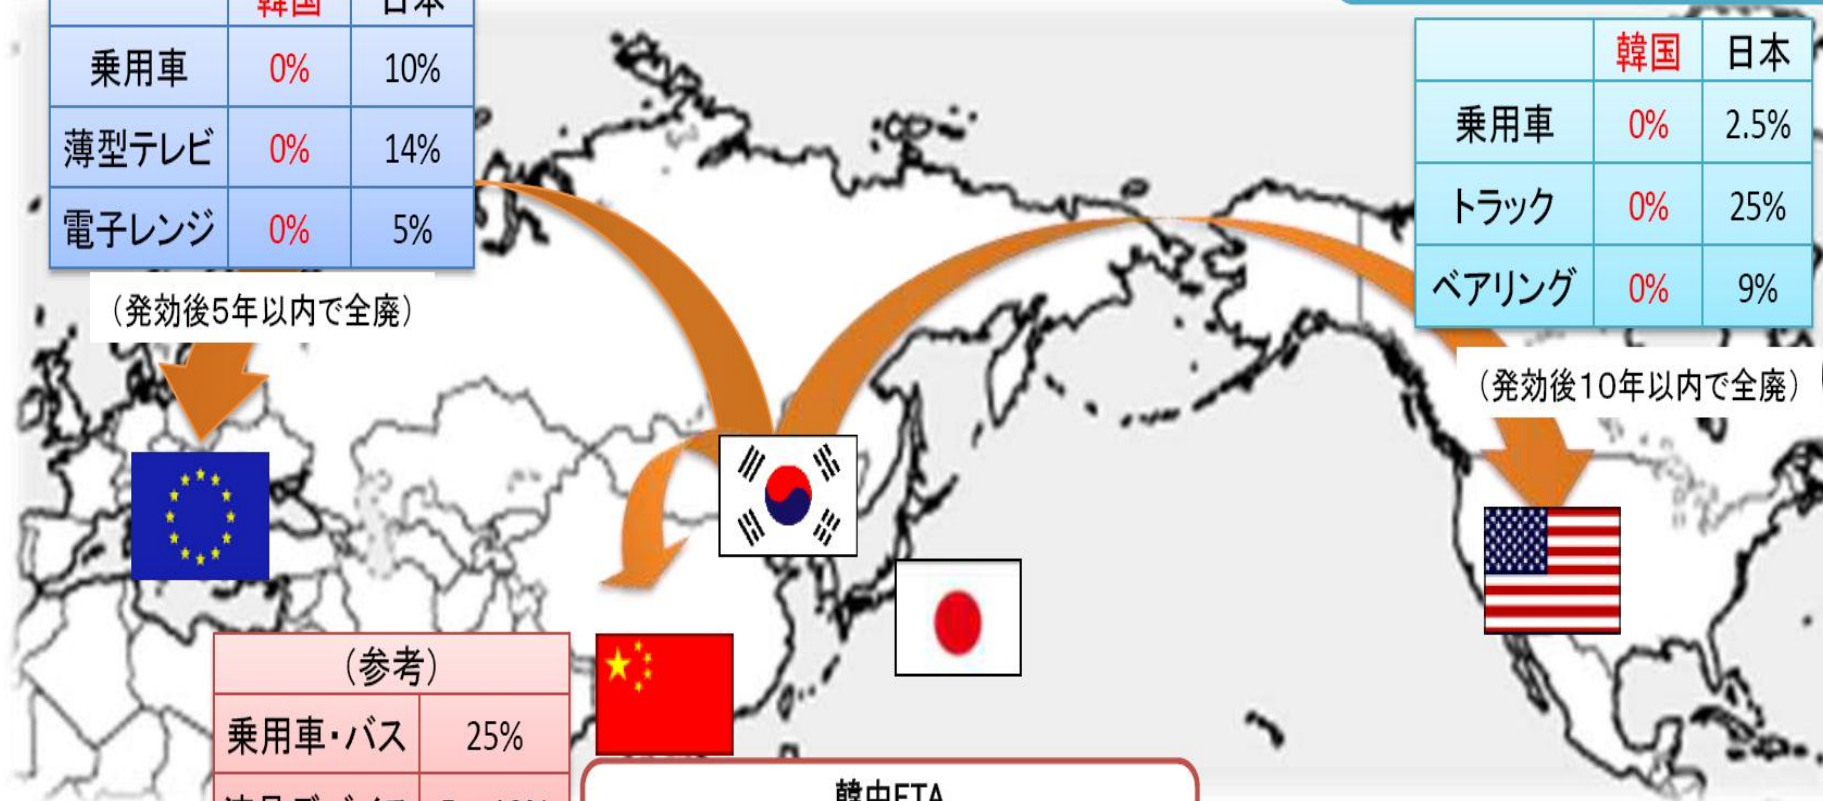 韓国 日本
乗用車 0% 10%
薄型テレビ 0% 14%
電子レンジ 0% 5%
(発効後5年以内で全廃)
韓国 日本
乗用車 0% 2.5%
トラック 0% 25%
ベアリング 0% 9%
(発効後10年以内で全廃)
(参考)
乗用車・バス 25%
韓中FTA